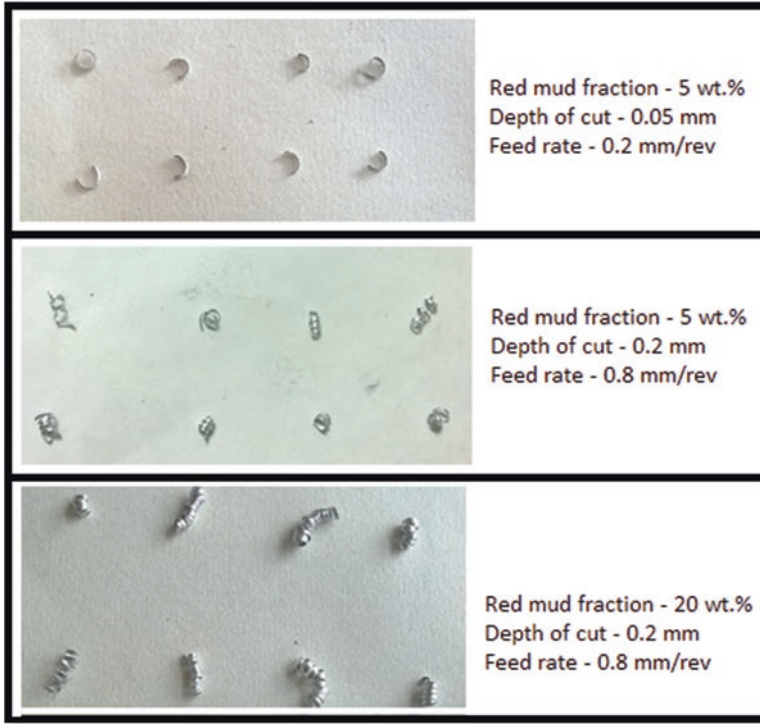 Red mud fraction - 5 wt.%
Depth of cut - 0.05 mm
Feed rate - 0.2 mm/rev
Red mud fraction - 5 wt.%
Depth of cut - 0.2 mm
Feed rate - 0.8 mm/rev
Red mud fraction - 20 wt.%
Depth of cut - 0.2 mm
Feed rate - 0.8 mm/rev